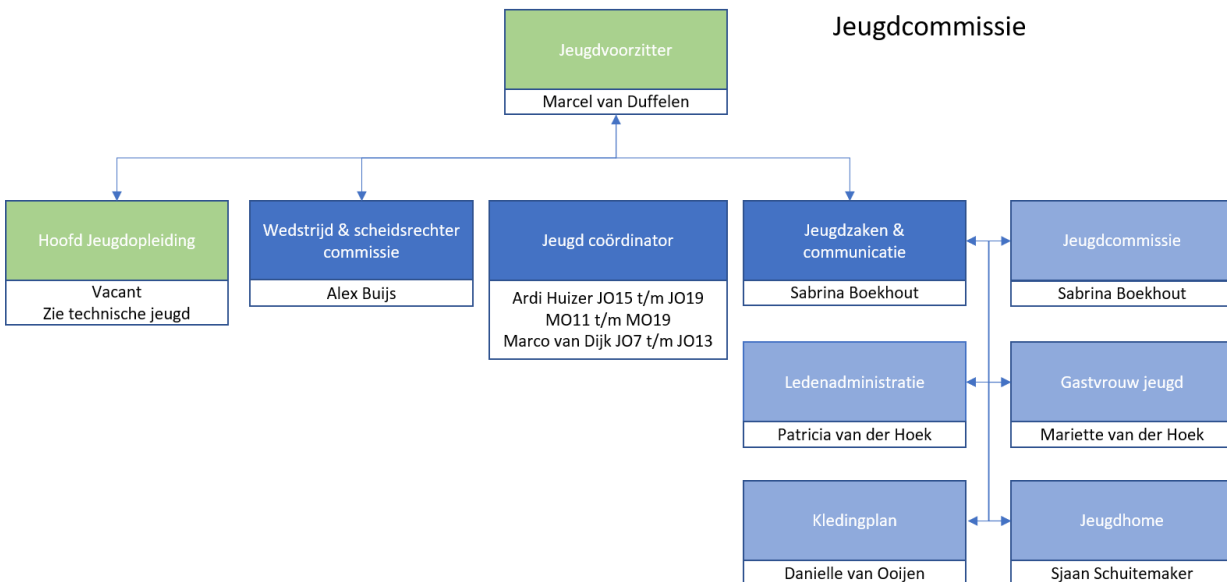 Jeugdcommissie
Jeugdvoorzitter
Marcel van Duffelen
Hoofd Jeugdopleiding
Vacant
Zie technische jeugd
Wedstrijd & scheidsrechter
commissie
Alex Buijs
Jeugd coördinator
Ardi Huizer JO15 t/m JO19
MO11 t/m MO19
Marco van Dijk JO7 t/m JO13
Jeugdzaken &
communicatie
Sabrina Boekhout
Jeugdcommissie
Sabrina Boekhout
Ledenadministratie
Patricia van der Hoek
Gastvrouw jeugd
Mariette van der Hoek
Kledingplan
Danielle van Ooijen
Jeugdhome
Sjaan Schuitemaker